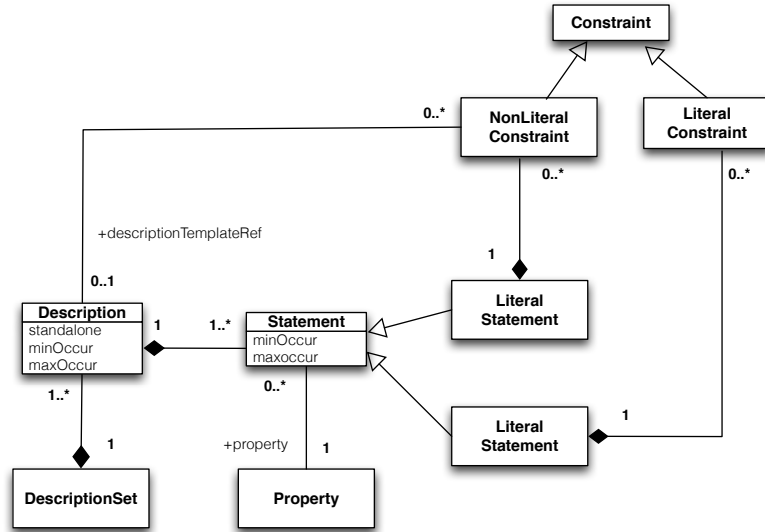 Constraint
NonLiteral
Constraint
Literal
Constraint
0..*
0..*
0..*
+descriptionTemplateRef
1
0..1
Literal
Statement
Description
standalone
minOccur
maxOccur
1
1..*
Statement
minOccur
maxoccur
1..*
0..*
Literal
Statement
1
1
+property
1
DescriptionSet
Property